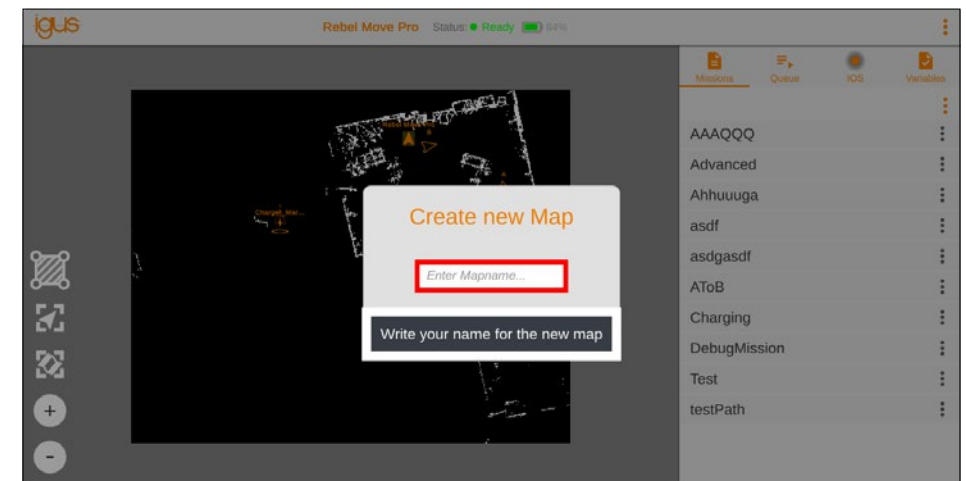 igus
Rebel Move Pro Status: Ready 84%
Missions Queue IOS Variables
AAAQQQ
Advanced
Ahhuuuga
asdf
asdgasdf
AToB
Charging
DebugMission
Test
testPath
B
A
Charger_Mar...
Create new Map
Enter Mapname...
Write your name for the new map
+
-